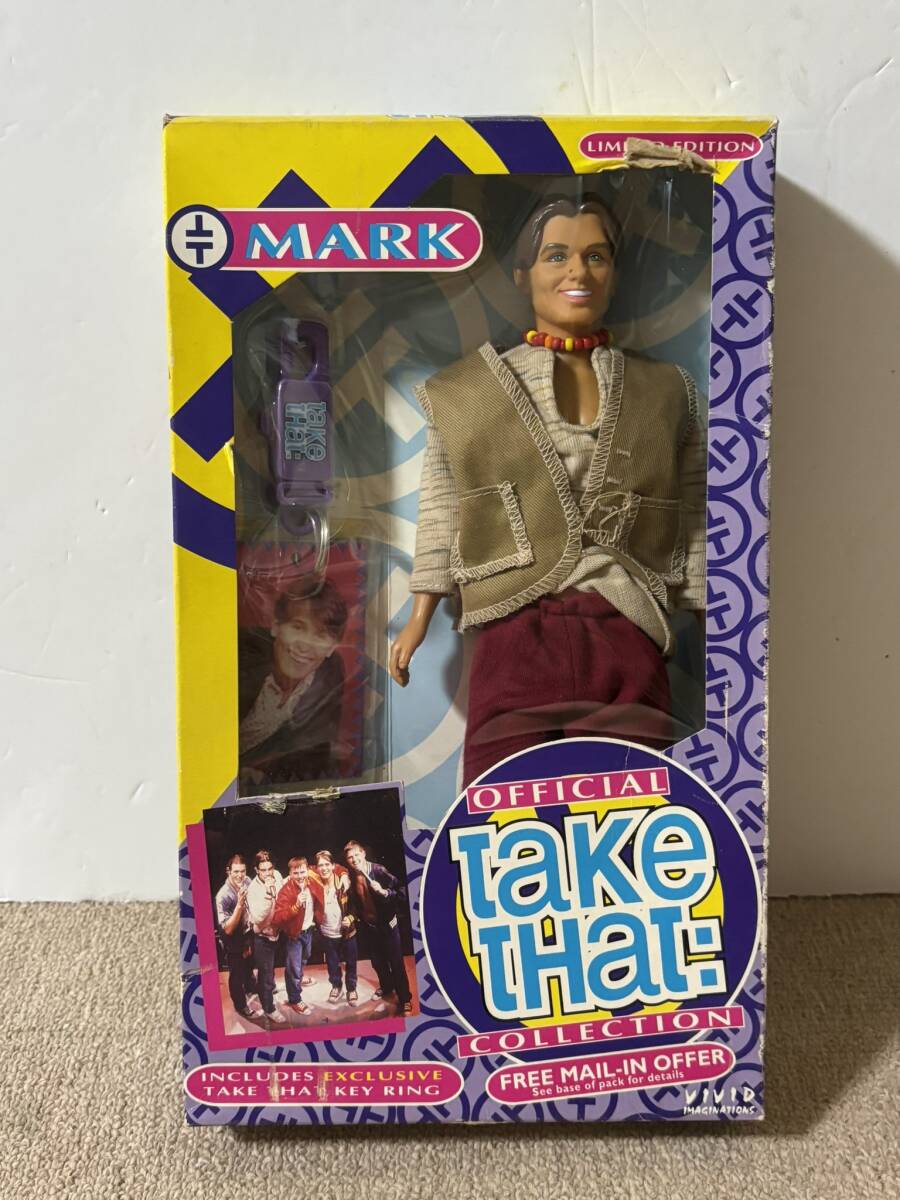 LIMITED EDITION
MARK
take
that:
OFFICIAL
take
that:
COLLECTION
INCLUDES EXCLUSIVE
TAKE THAT KEY RING
FREE MAIL-IN OFFER
See base of pack for details
VIVID
IMAGINATIONS